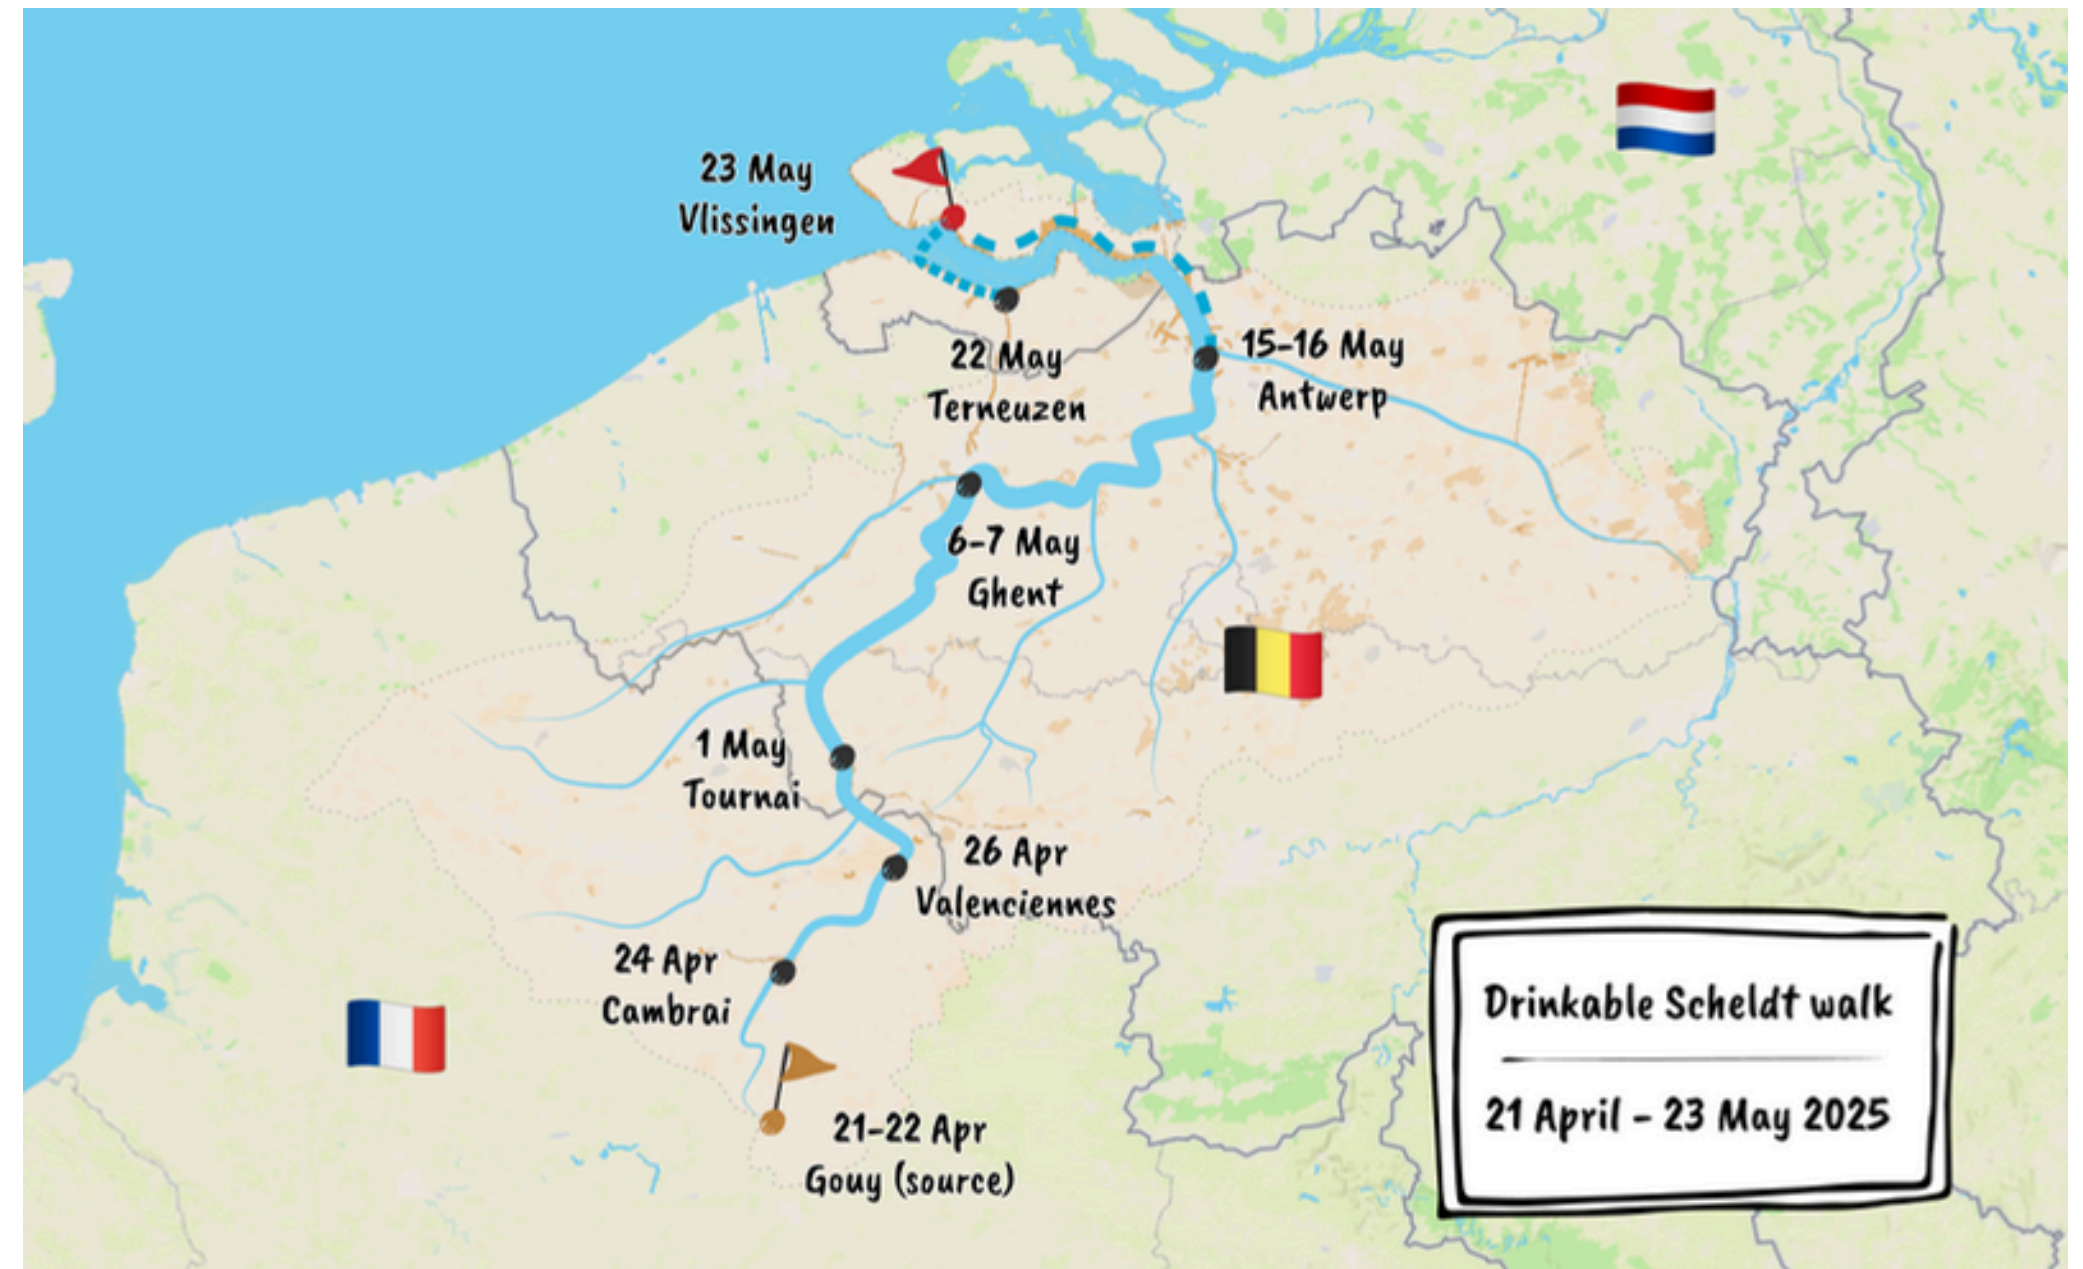 23 May
Vlissingen
22 May
Terneuzen
15-16 May
Antwerp
6-7 May
Ghent
1 May
Tournai
26 Apr
Valenciennes
24 Apr
Cambrai
21-22 Apr
Gouy (source)
Drinkable Scheldt walk
21 April - 23 May 2025